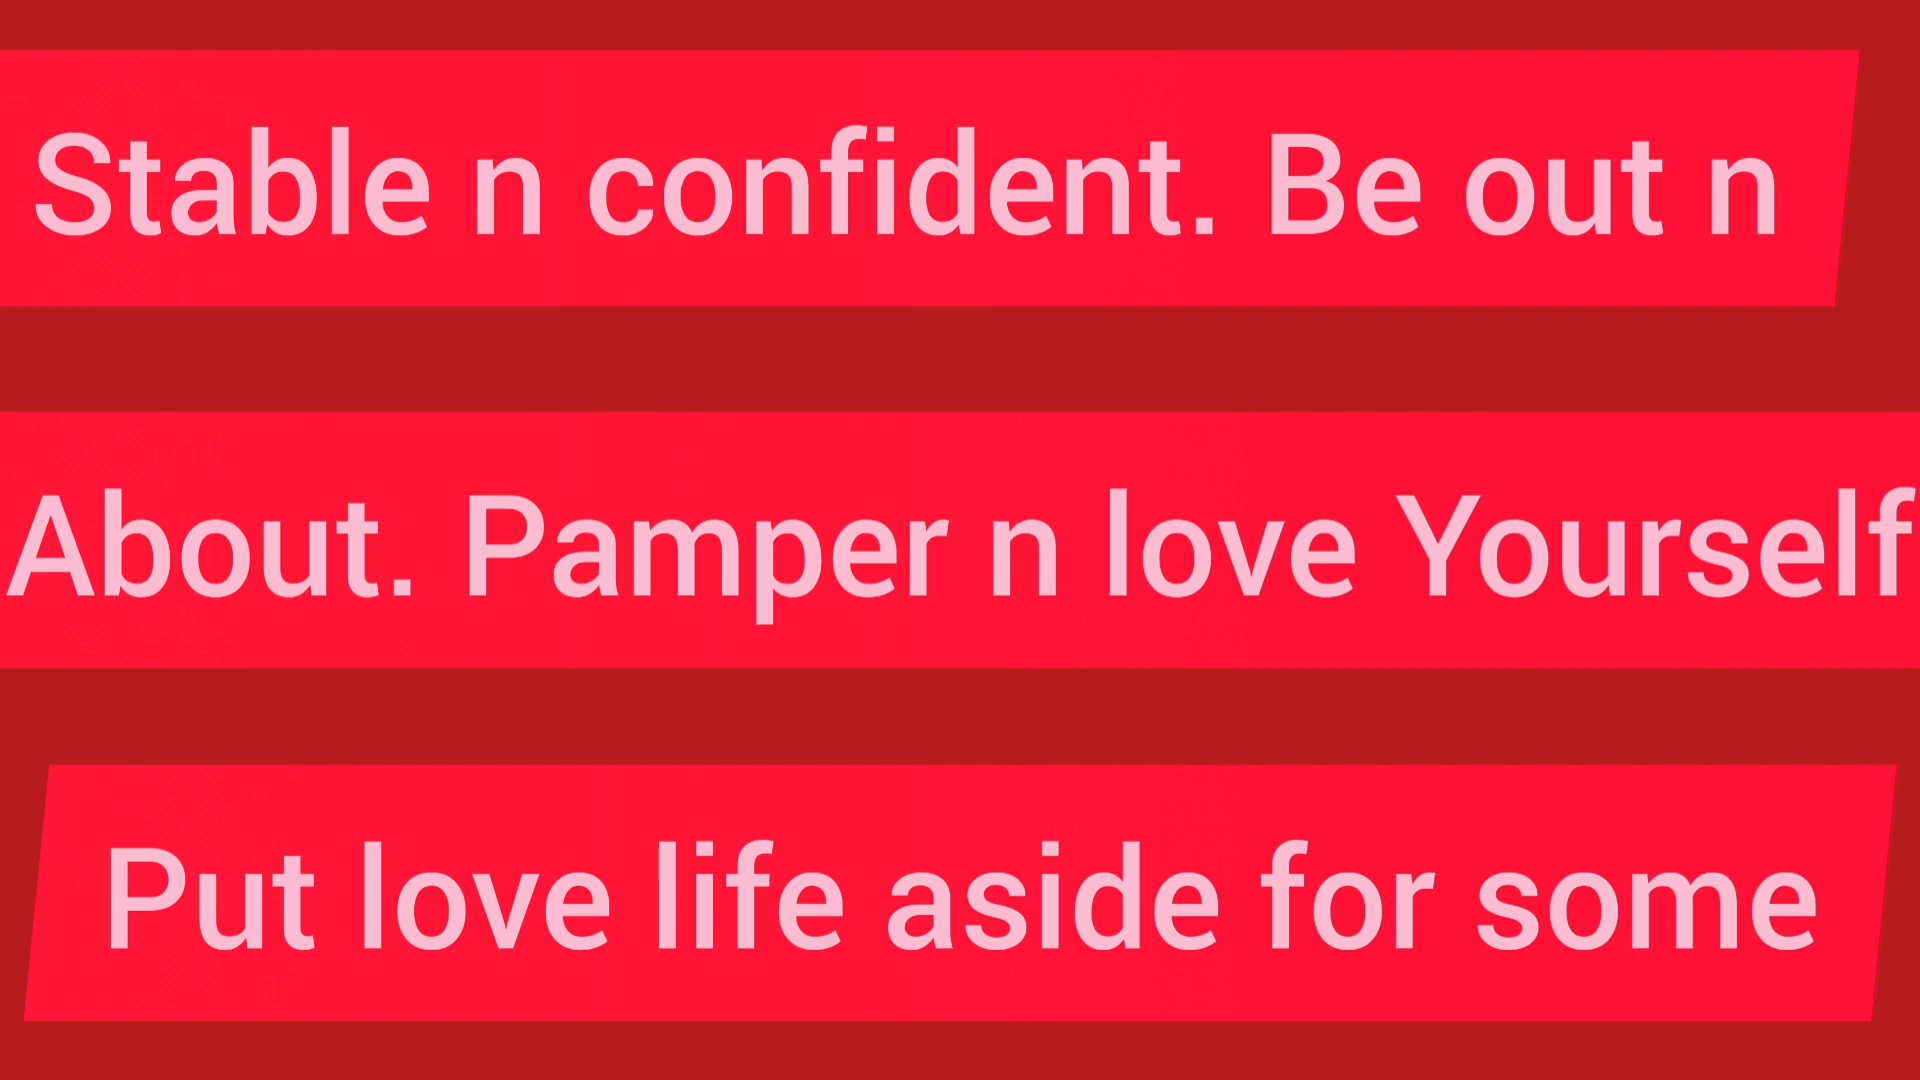 Stable n confident. Be out n
About. Pamper n love Yourself
Put love life aside for some